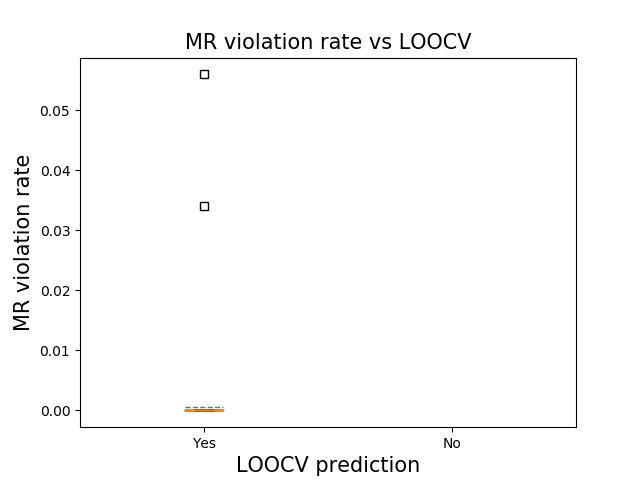 MR violation rate vs LOOCV
MR violation rate
0.05
0.04
0.03
0.02
0.01
0.00
Yes
No
LOOCV prediction